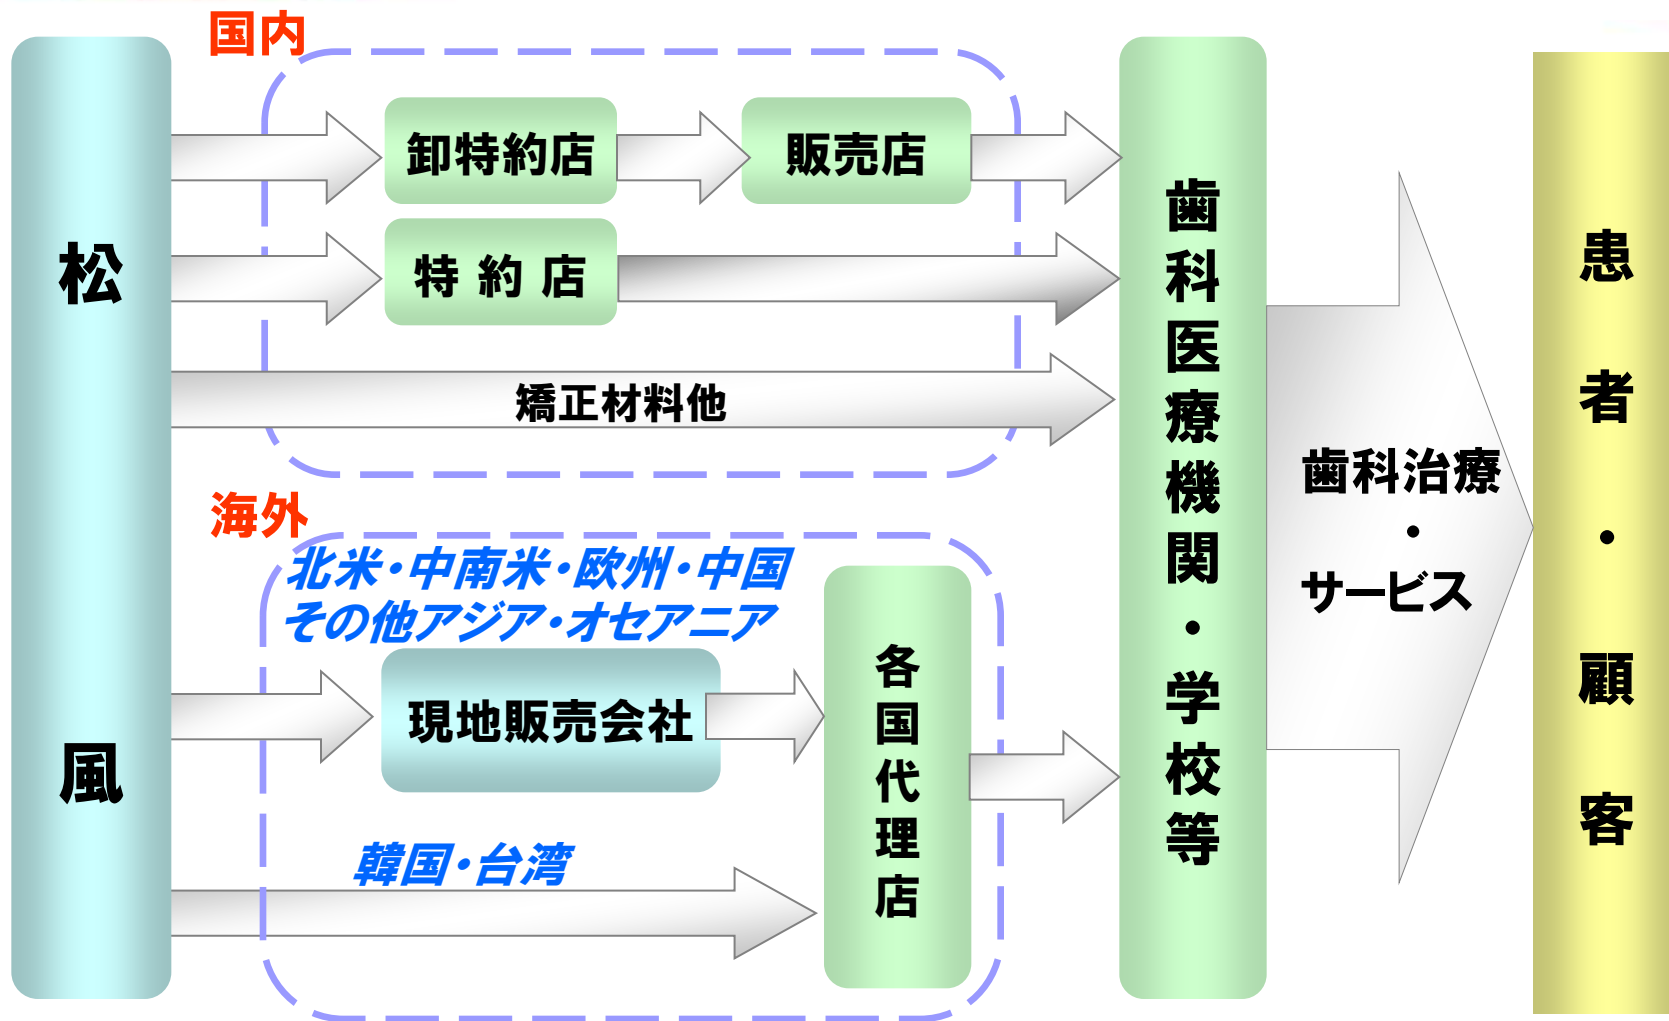 国内
松風
卸特約店
販売店
特約店
矯正材料他
海外
北米・中南米・欧州・中国
その他アジア・オセアニア
現地販売会社
韓国・台湾
各国代理店
歯科医療機関・学校等
歯科治療
・
サービス
患者・顧客